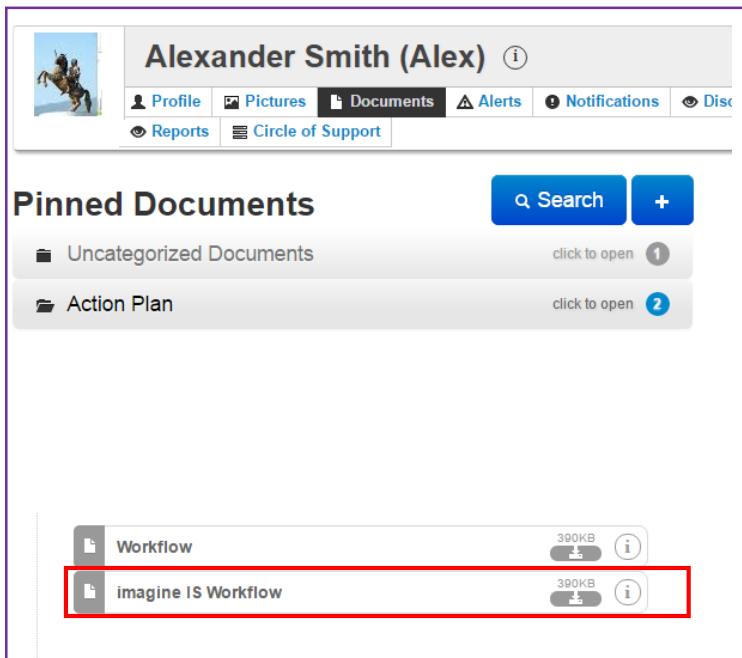 Alexander Smith (Alex) i
Profile Pictures Documents Alerts Notifications Disc
Reports Circle of Support
Pinned Documents Search +
Uncategorized Documents click to open 1
Action Plan click to open 2
Workflow 390KB i
imagine IS Workflow 390KB i